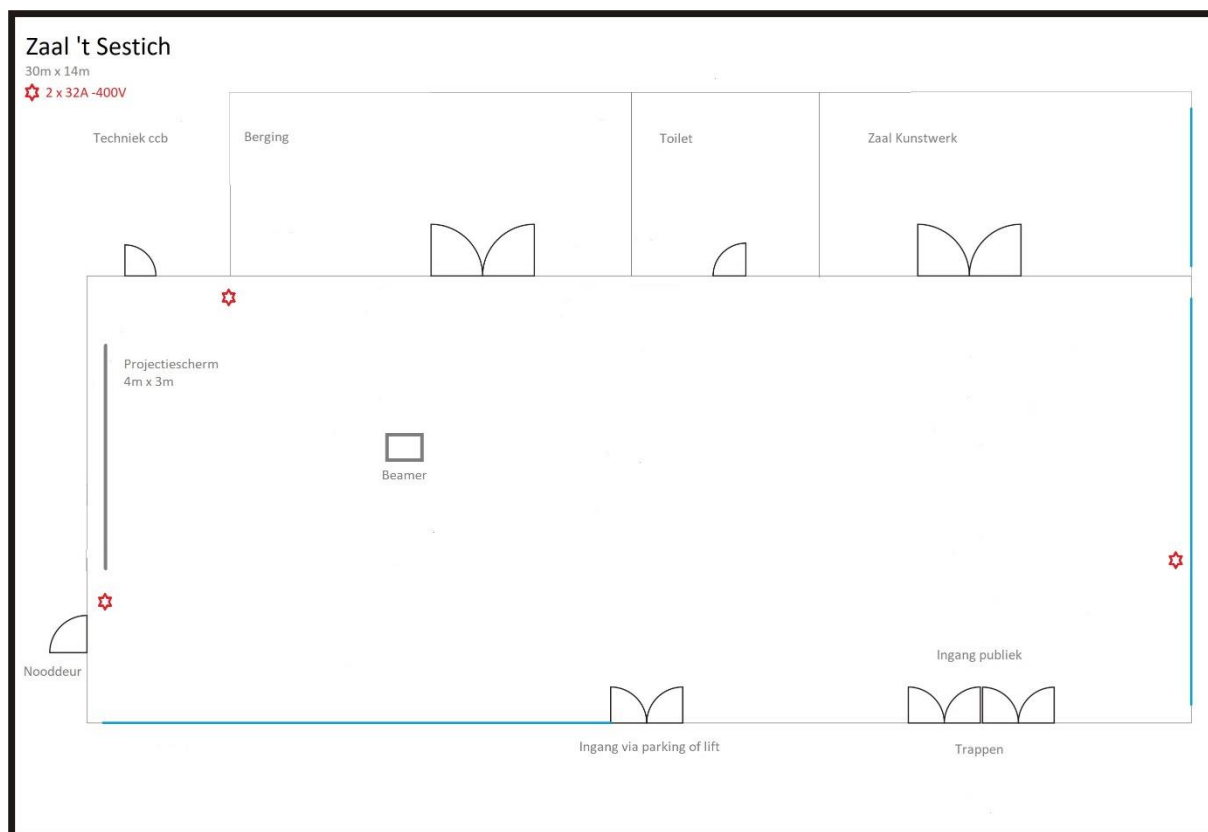 Zaal 't Sestich
30m x 14m
2 x 32A -400V
Techniek ccb
Berging
Toilet
Zaal Kunstwerk
Projectiescherm
4m x 3m
Beamer
Nooddeur
Ingang publiek
Ingang via parking of lift
Trappen